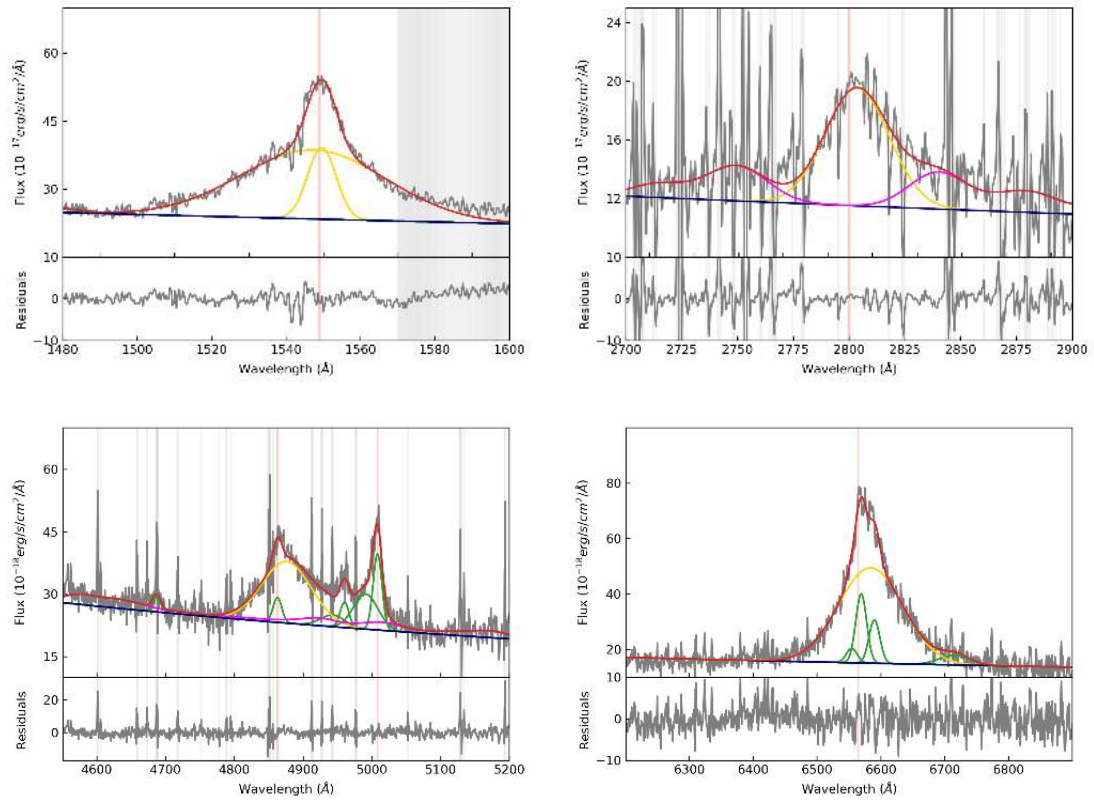 60
45
30
10
0
−10
Flux (10⁻¹⁷erg/s/cm²/Å)
Residuals
1480 1500 1520 1540 1560 1580 1600
Wavelength (Å)
24
20
16
12
10
0
−10
Flux (10⁻¹⁷erg/s/cm²/Å)
Residuals
2700 2725 2750 2775 2800 2825 2850 2875 2900
Wavelength (Å)
60
45
30
15
20
0
Flux (10⁻¹⁸erg/s/cm²/Å)
Residuals
4600 4700 4800 4900 5000 5100 5200
Wavelength (Å)
80
60
40
20
10
0
−10
Flux (10⁻¹⁸erg/s/cm²/Å)
Residuals
6300 6400 6500 6600 6700 6800
Wavelength (Å)